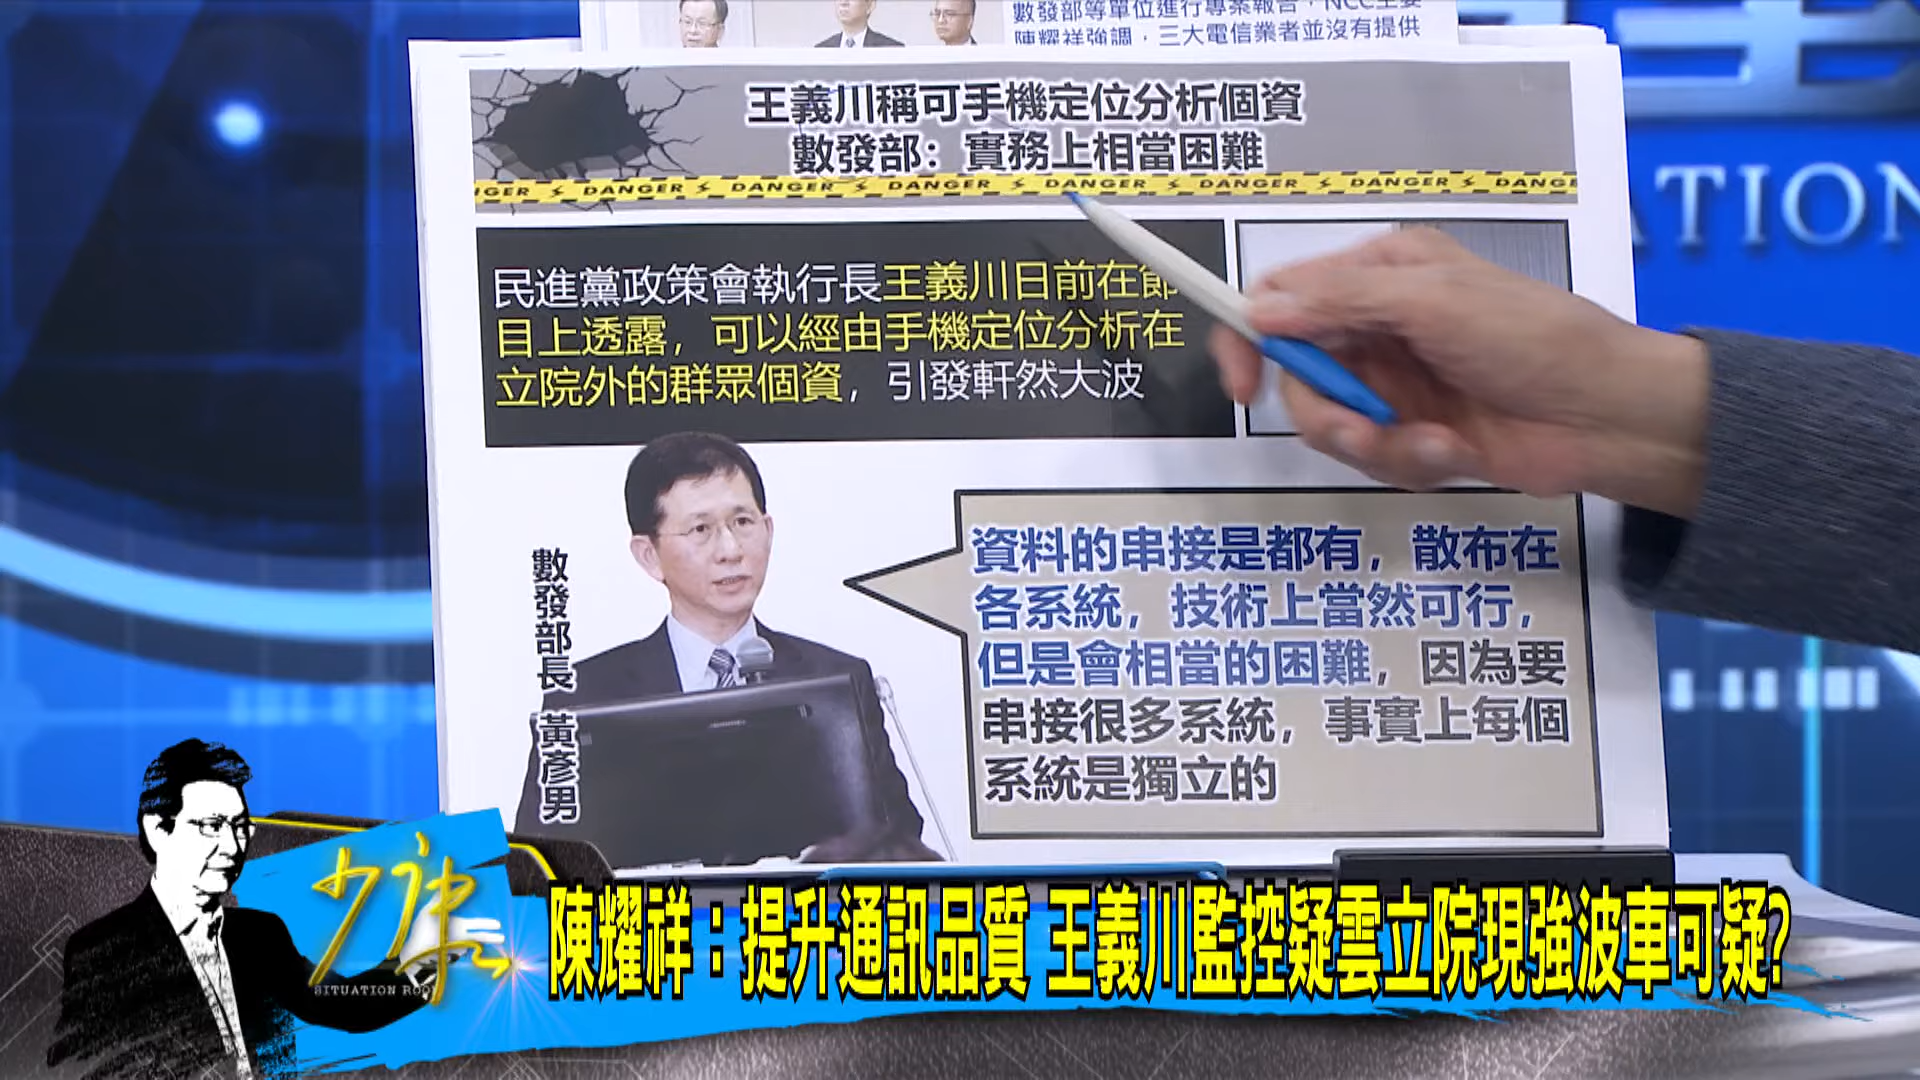 數發部等單位進行專案報告，NCC主委
陳耀祥強調，三大電信業者並沒有提供
王義川稱可手機定位分析個資
數發部：實務上相當困難
DANGER DANGER DANGER DANGER DANGER DANGER
TION
民進黨政策會執行長王義川日前在節
目上透露，可以經由手機定位分析在
立院外的群眾個資，引發軒然大波
資料的串接是都有，散布在
各系統，技術上當然可行，
但是會相當的困難，因為要
串接很多系統，事實上每個
系統是獨立的
數發部長 黃彥男
少康
SITUATION ROOM
陳耀祥：提升通訊品質 王義川監控疑雲立院現強波車可疑?